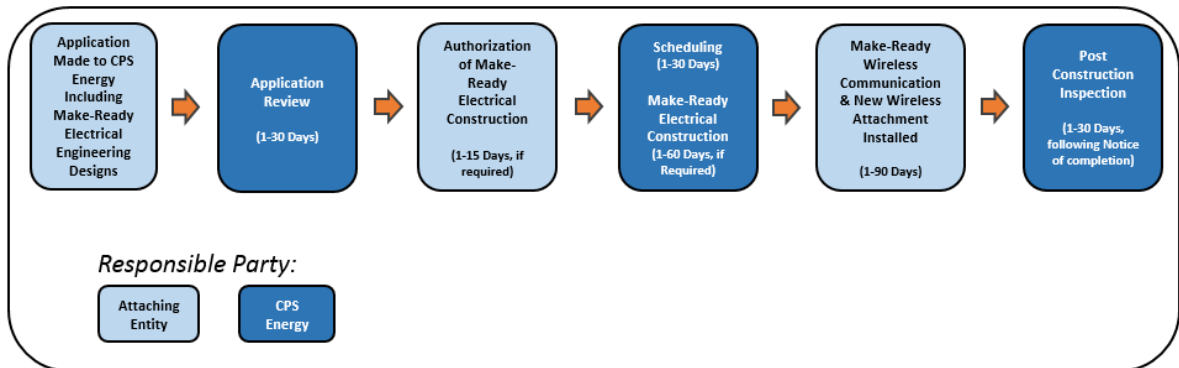 Application
Made to CPS
Energy
Including
Make-Ready
Electrical
Engineering
Designs
Application
Review
(1-30 Days)
Authorization
of Make-
Ready
Electrical
Construction
(1-15 Days, if
required)
Scheduling
(1-30 Days)
Make-Ready
Electrical
Construction
(1-60 Days, if
Required)
Make-Ready
Wireless
Communication
& New Wireless
Attachment
Installed
(1-90 Days)
Post
Construction
Inspection
(1-30 Days,
following Notice
of completion)
Responsible Party:
Attaching
Entity
CPS
Energy